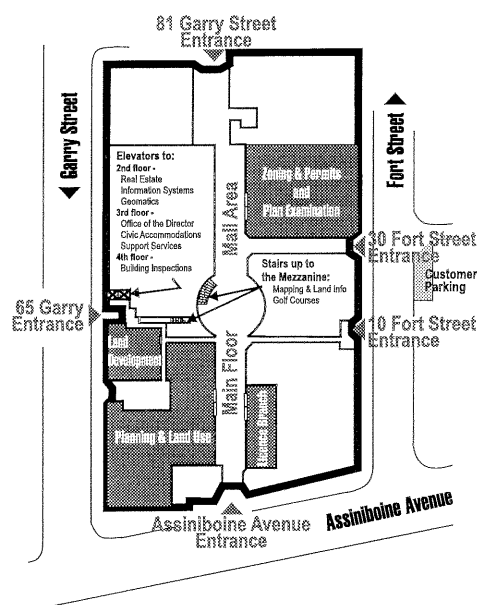 81 Garry Street
Entrance
Garry Street
Fort Street
Elevators to:
2nd floor -
Real Estate
Information Systems
Geomatics
3rd floor -
Office of the Director
Civic Accommodations
Support Services
4th floor -
Building Inspections
Zoning & Permits
and
Plan Examination
Mall Area
30 Fort Street
Entrance
Stairs up to
the Mezzanine:
Mapping & Land info
Golf Courses
Customer
Parking
65 Garry
Entrance
10 Fort Street
Entrance
Land
Development
Main Floor
Planning & Land Use
License Branch
Assiniboine Avenue
Entrance
Assiniboine Avenue